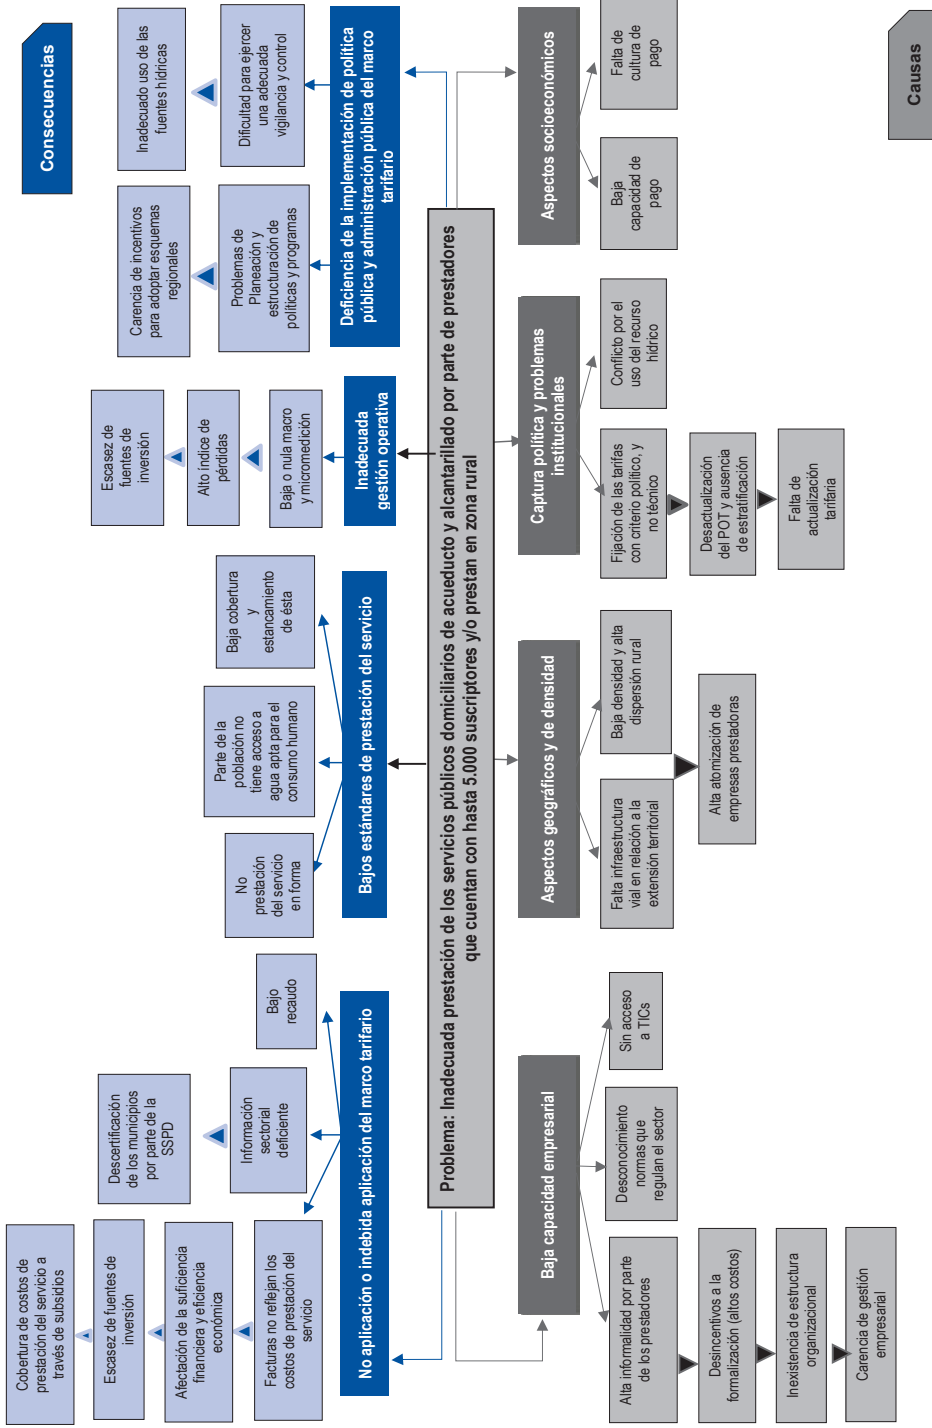 Consecuencias
Cobertura de costos de
prestación del servicio a
través de subsidios
Escasez de fuentes de
inversión
Afectación de la suficiencia
financiera y eficiencia
económica
Facturas no reflejan los
costos de prestación del
servicio
Descertificación
de los municipios
por parte de la
SSPD
Información
sectorial
deficiente
Bajo
recaudo
No aplicación o indebida aplicación del marco tarifario
No
prestación
del servicio
en forma
Parte de la
población no
tiene acceso a
agua apta para el
consumo humano
Baja cobertura
y
estancamiento
de ésta
Bajos estándares de prestación del servicio
Escasez de
fuentes de
inversión
Alto índice de
pérdidas
Baja o nula macro
y micromedición
Inadecuada
gestión operativa
Carencia de incentivos
para adoptar esquemas
regionales
Problemas de
Planeación y
estructuración de
políticas y programas
Inadecuado uso de las
fuentes hídricas
Dificultad para ejercer
una adecuada
vigilancia y control
Deficiencia de la implementación de política
pública y administración pública del marco
tarifario
Problema: Inadecuada prestación de los servicios públicos domiciliarios de acueducto y alcantarillado por parte de prestadores
que cuentan con hasta 5.000 suscriptores y/o prestan en zona rural
Baja capacidad empresarial
Alta informalidad por parte
de los prestadores
Desincentivos a la
formalización (altos costos)
Inexistencia de estructura
organizacional
Carencia de gestión
empresarial
Desconocimiento
normas que
regulan el sector
Sin acceso
a TICs
Aspectos geográficos y de densidad
Falta infraestructura
vial en relación a la
extensión territorial
Baja densidad y alta
dispersión rural
Alta atomización de
empresas prestadoras
Captura política y problemas
institucionales
Fijación de las tarifas
con criterio político, y
no técnico
Desactualización
del POT y ausencia
de estratificación
Falta de
actualización
tarifaria
Conflicto por el
uso del recurso
hídrico
Aspectos socioeconómicos
Baja
capacidad de
pago
Falta de
cultura de
pago
Causas